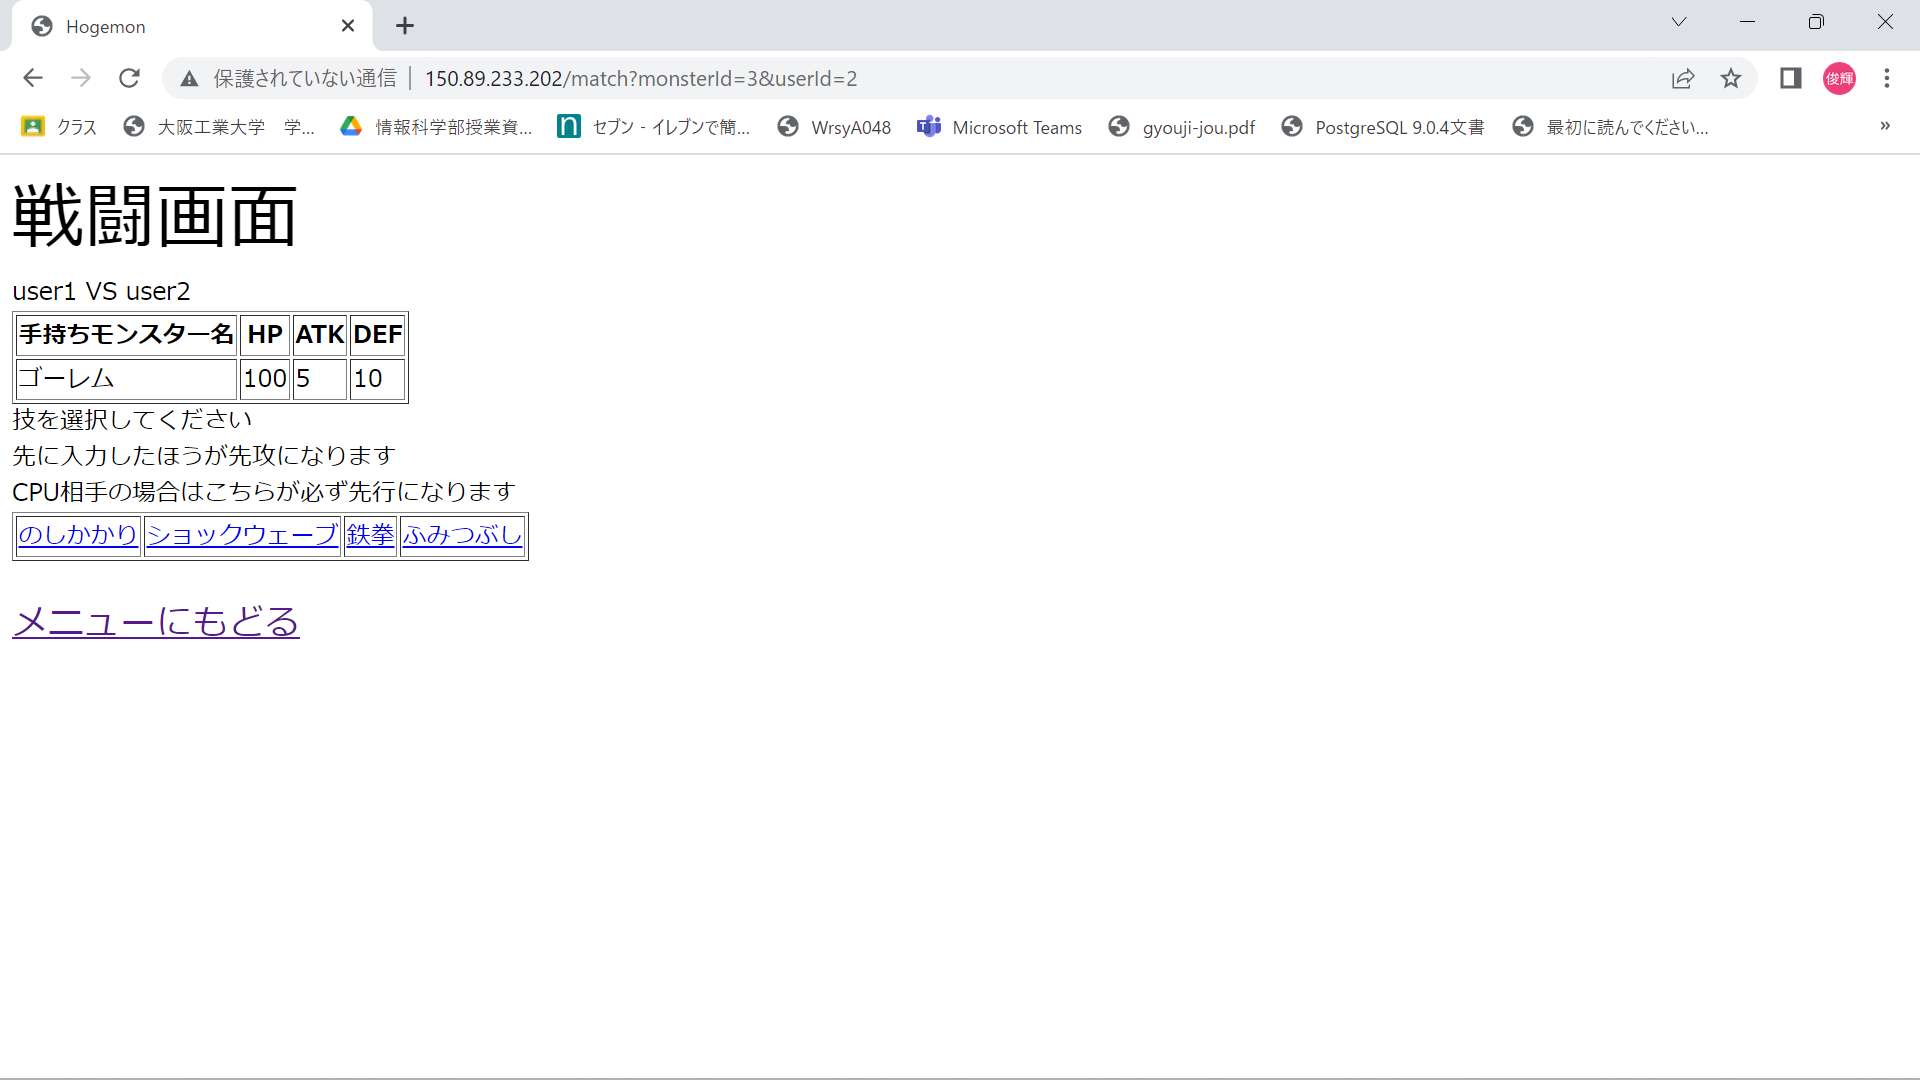 Hogemon
保護されていない通信 150.89.233.202/match?monsterId=3&userId=2
俊輝
クラス 大阪工業大学 学... 情報科学部授業資... n セブン‐イレブンで簡... WrsyA048 Microsoft Teams gyouji-jou.pdf PostgreSQL 9.0.4文書 最初に読んでください... »
戦闘画面
user1 VS user2
手持ちモンスター名 HP ATK DEF
ゴーレム 100 5 10
技を選択してください
先に入力したほうが先攻になります
CPU相手の場合はこちらが必ず先行になります
のしかかり ショックウェーブ 鉄拳 ふみつぶし
メニューにもどる